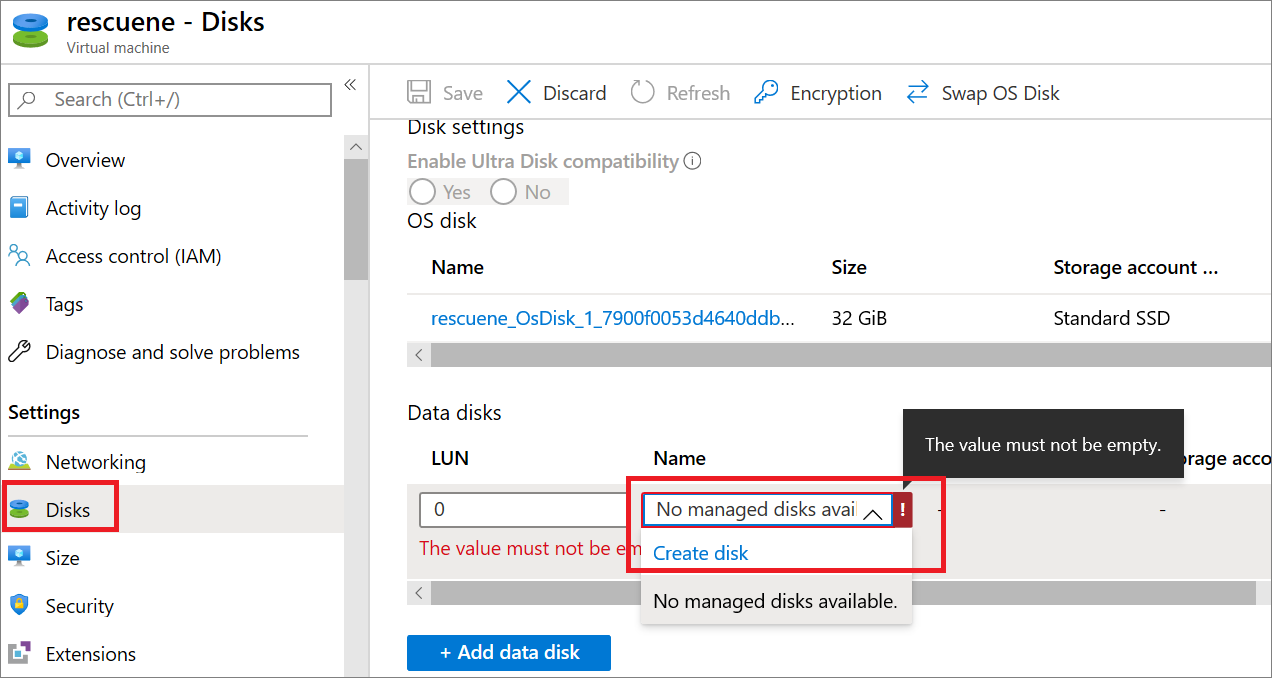 rescuene - Disks
Virtual machine
Search (Ctrl+/)
«
Overview
Activity log
Access control (IAM)
Tags
Diagnose and solve problems
Settings
Networking
Disks
Size
Security
Extensions
Save Discard Refresh Encryption Swap OS Disk
Disk settings
Enable Ultra Disk compatibility
Yes No
OS disk
Name Size Storage account ...
rescuene_OsDisk_1_7900f0053d4640ddb... 32 GiB Standard SSD
Data disks
The value must not be empty.
LUN Name orage acco
0 No managed disks avai ! - -
The value must not be em
Create disk
No managed disks available.
+ Add data disk